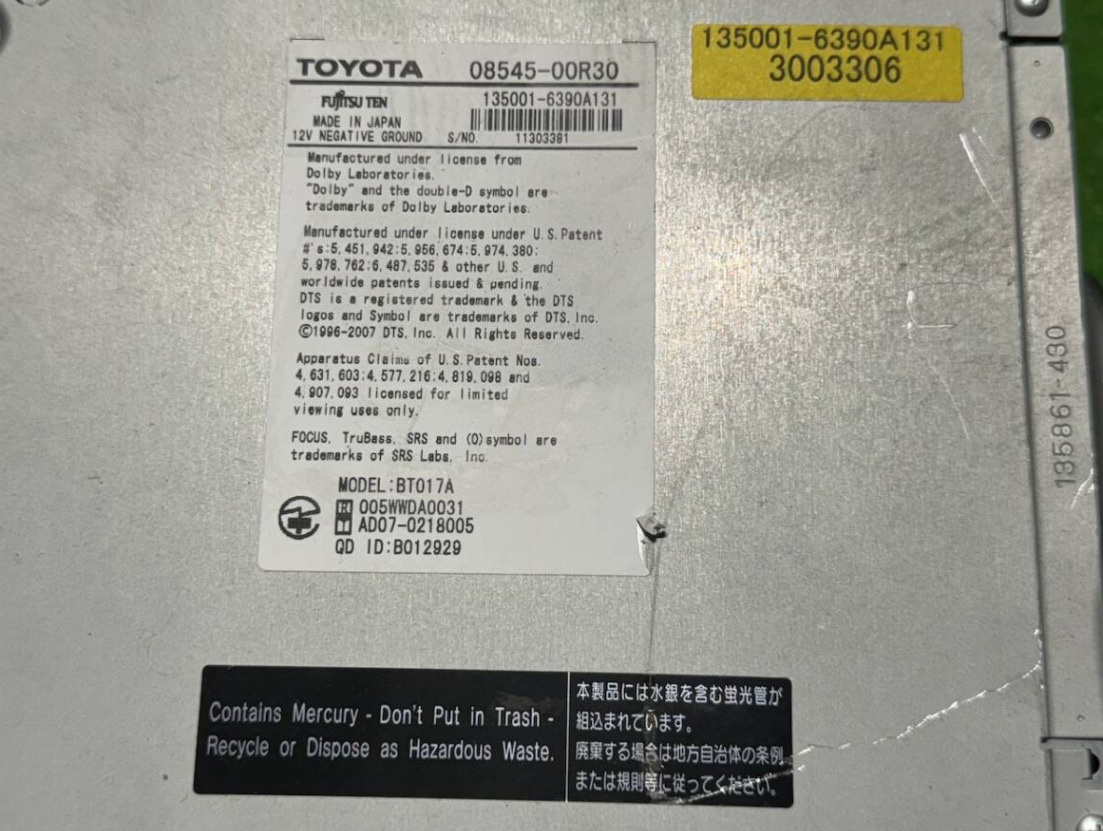 TOYOTA 08545-00R30
FUJITSU TEN 135001-6390A131
MADE IN JAPAN
12V NEGATIVE GROUND S/NO. 11303381
Manufactured under license from
Dolby Laboratories.
"Dolby" and the double-D symbol are
trademarks of Dolby Laboratories.
Manufactured under license under U.S.Patent
#'s:5,451,942:5,956,674:5,974,380:
5,978,762:6,487,535 & other U.S. and
worldwide patents issued & pending.
DTS is a registered trademark & the DTS
logos and Symbol are trademarks of DTS, Inc.
©1996-2007 DTS, Inc. All Rights Reserved.
Apparatus Claims of U.S.Patent Nos.
4,631,603:4,577,216:4,819,098 and
4,907,093 licensed for limited
viewing uses only.
FOCUS, TruBass, SRS and (O)symbol are
trademarks of SRS Labs, Inc.
MODEL:BT017A
R 005WWDA0031
T AD07-0218005
QD ID:B012929
135001-6390A131
3003306
135861-430
Contains Mercury - Don't Put in Trash -
Recycle or Dispose as Hazardous Waste.
本製品には水銀を含む蛍光管が
組込まれています。
廃棄する場合は地方自治体の条例
または規則等に従ってください。